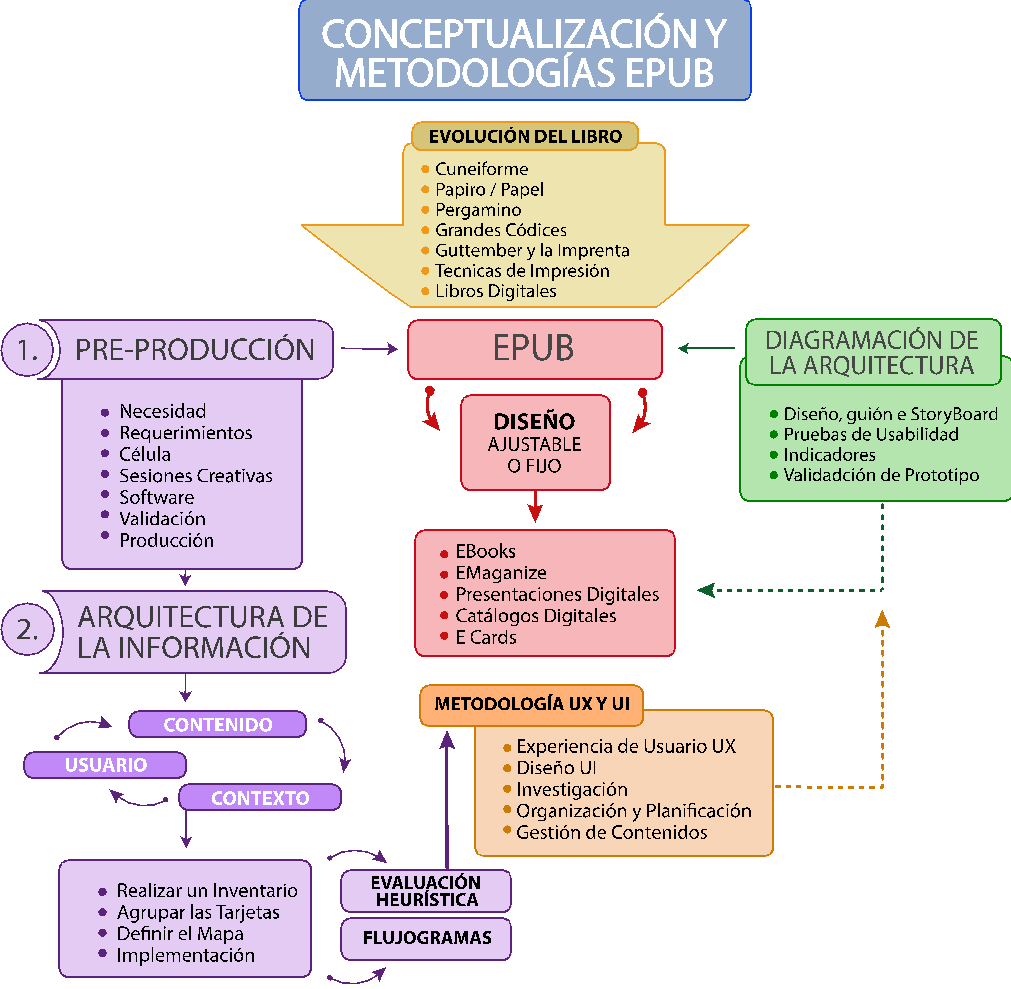 CONCEPTUALIZACIÓN Y
METODOLOGÍAS EPUB
EVOLUCIÓN DEL LIBRO
Cuneiforme
Papiro / Papel
Pergamino
Grandes Códices
Guttember y la Imprenta
Tecnicas de Impresión
Libros Digitales
1.
PRE-PRODUCCIÓN
Necesidad
Requerimientos
Célula
Sesiones Creativas
Software
Validación
Producción
EPUB
DISEÑO
AJUSTABLE
O FIJO
EBooks
EMaganize
Presentaciones Digitales
Catálogos Digitales
E Cards
DIAGRAMACIÓN DE
LA ARQUITECTURA
Diseño, guión e StoryBoard
Pruebas de Usabilidad
Indicadores
Validadción de Prototipo
2.
ARQUITECTURA DE
LA INFORMACIÓN
CONTENIDO
USUARIO
CONTEXTO
Realizar un Inventario
Agrupar las Tarjetas
Definir el Mapa
Implementación
EVALUACIÓN
HEURÍSTICA
FLUJOGRAMAS
METODOLOGÍA UX Y UI
Experiencia de Usuario UX
Diseño UI
Investigación
Organización y Planificación
Gestión de Contenidos